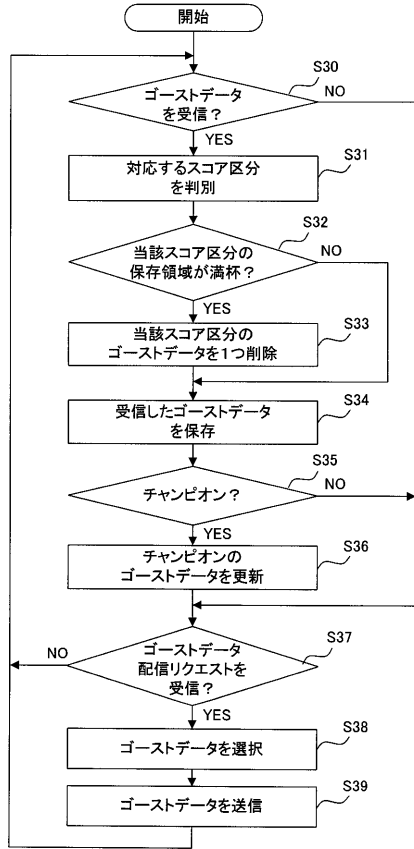 開始
S30
ゴーストデータ
を受信？
NO
YES
S31
対応するスコア区分
を判別
S32
当該スコア区分の
保存領域が満杯？
NO
YES
S33
当該スコア区分の
ゴーストデータを１つ削除
S34
受信したゴーストデータ
を保存
S35
チャンピオン？
NO
YES
S36
チャンピオンの
ゴーストデータを更新
S37
ゴーストデータ
配信リクエストを
受信？
NO
YES
S38
ゴーストデータを選択
S39
ゴーストデータを送信